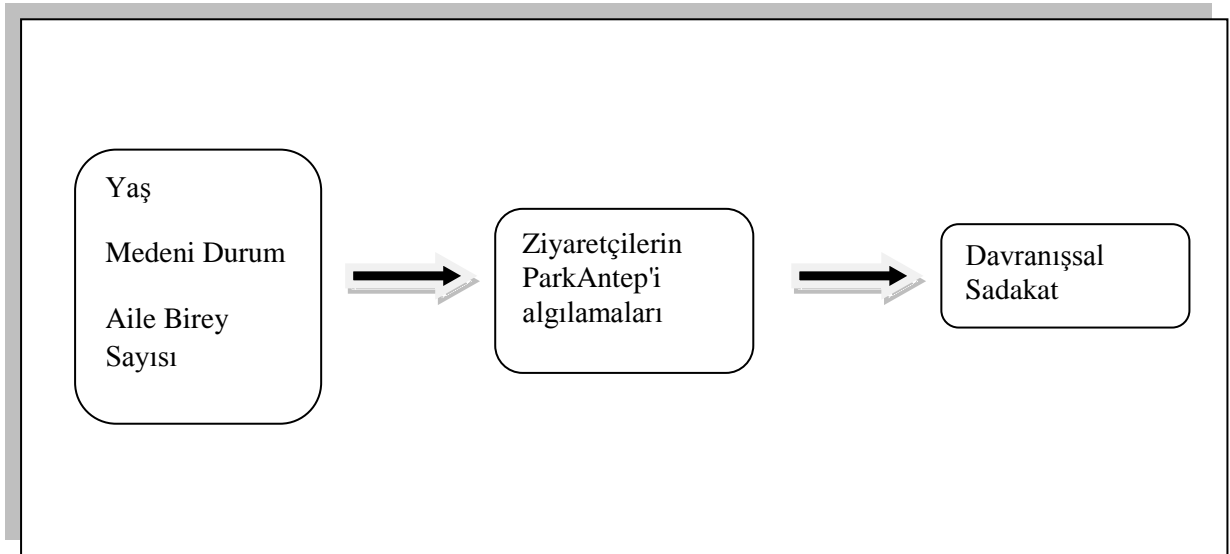 Yaş
Medeni Durum
Aile Birey
Sayısı
Ziyaretçilerin
ParkAntep'i
algılamaları
Davranışsal
Sadakat